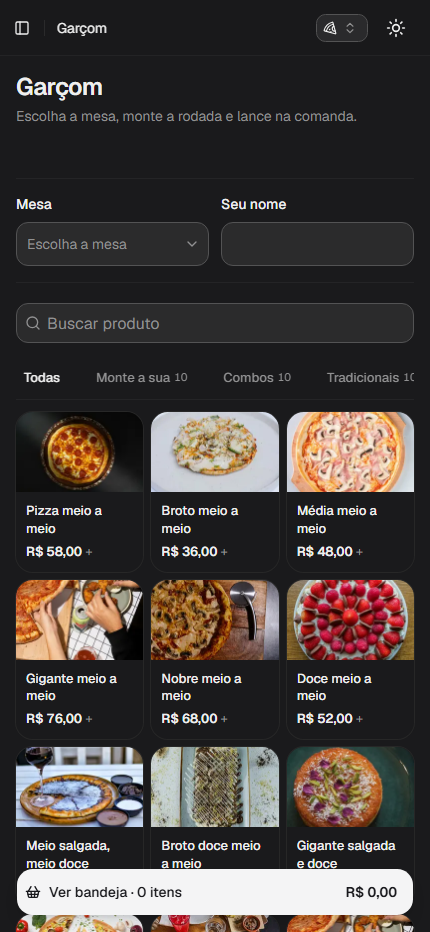 Garçom
Garçom
Escolha a mesa, monte a rodada e lance na comanda.
Mesa
Seu nome
Escolha a mesa
Buscar produto
Todas
Monte a sua 10
Combos 10
Tradicionais 10
Pizza meio a
meio
R$ 58,00 +
Broto meio a
meio
R$ 36,00 +
Média meio a
meio
R$ 48,00 +
Gigante meio a
meio
R$ 76,00 +
Nobre meio a
meio
R$ 68,00 +
Doce meio a
meio
R$ 52,00 +
Meio salgada,
meio doce
Broto doce meio
a meio
Gigante salgada
e doce
Ver bandeja · 0 itens
R$ 0,00